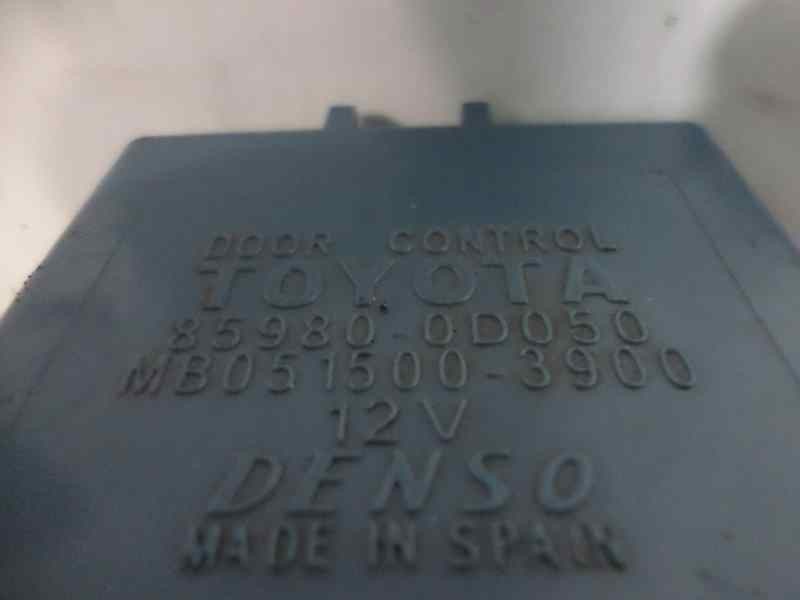 DOOR CONTROL
TOYOTA
85980-0D050
MB051500-3900
12V
DENSO
MADE IN SPAIN